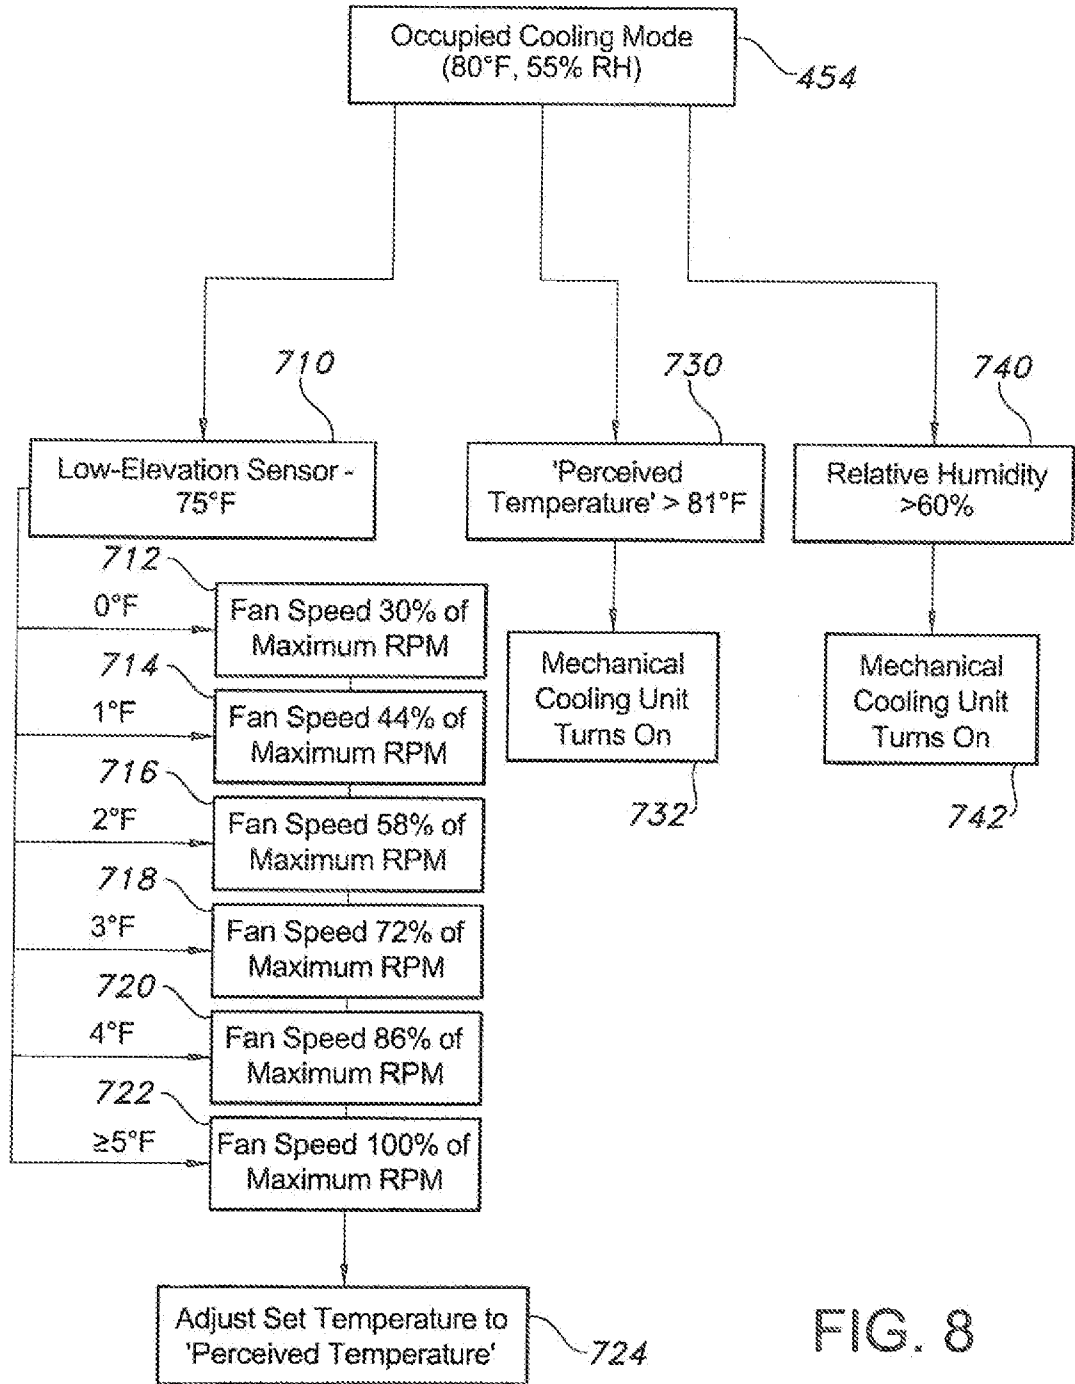 Occupied Cooling Mode
(80°F, 55% RH)
454
710
Low-Elevation Sensor -
75°F
730
'Perceived
Temperature' > 81°F
740
Relative Humidity
>60%
712
0°F
Fan Speed 30% of
Maximum RPM
714
1°F
Fan Speed 44% of
Maximum RPM
716
2°F
Fan Speed 58% of
Maximum RPM
718
3°F
Fan Speed 72% of
Maximum RPM
720
4°F
Fan Speed 86% of
Maximum RPM
722
≥5°F
Fan Speed 100% of
Maximum RPM
Mechanical
Cooling Unit
Turns On
732
Mechanical
Cooling Unit
Turns On
742
Adjust Set Temperature to
'Perceived Temperature'
724
FIG. 8